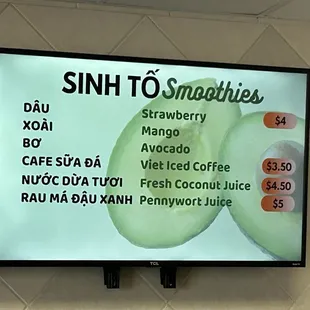 SINH TỐ Smoothies
DÂU Strawberry $4
XOÀI Mango
BƠ Avocado
CAFE SỮA ĐÁ Viet Iced Coffee $3.50
NƯỚC DỪA TƯƠI Fresh Coconut Juice $4.50
RAU MÁ ĐẬU XANH Pennywort Juice $5
TCL